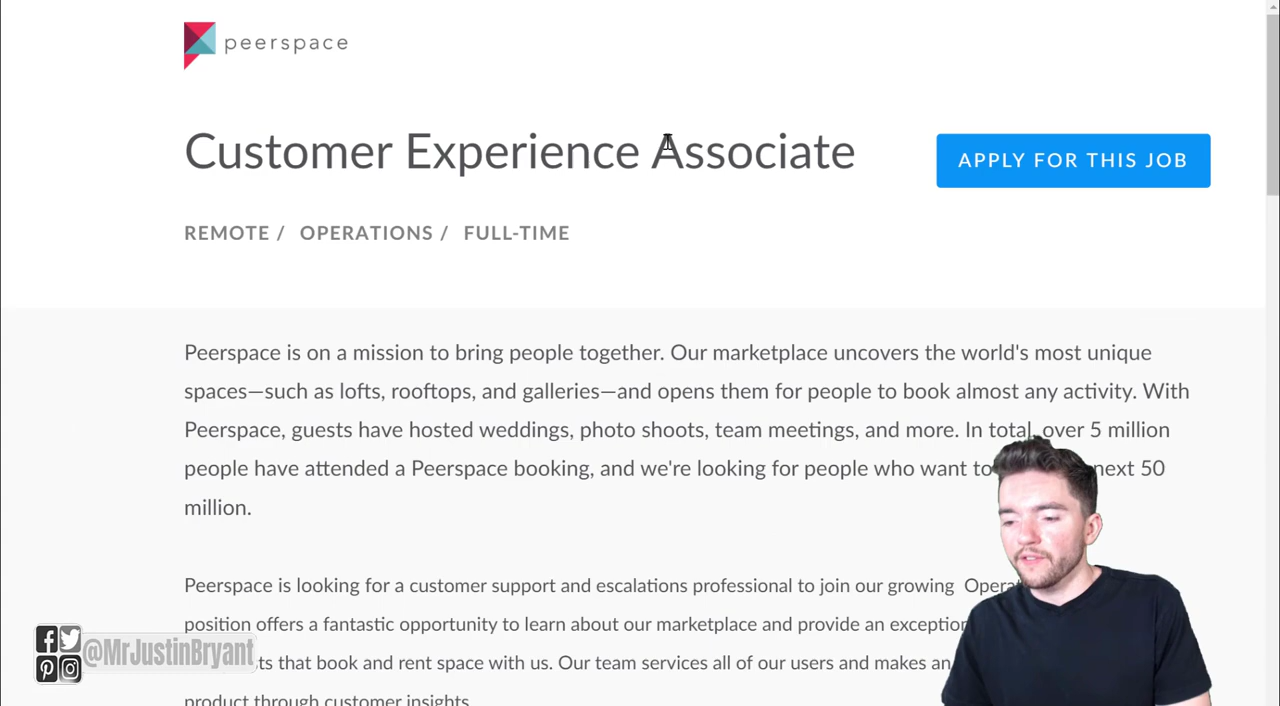 peerspace
Customer Experience Associate
APPLY FOR THIS JOB
REMOTE / OPERATIONS / FULL-TIME
Peerspace is on a mission to bring people together. Our marketplace uncovers the world's most unique
spaces—such as lofts, rooftops, and galleries—and opens them for people to book almost any activity. With
Peerspace, guests have hosted weddings, photo shoots, team meetings, and more. In total, over 5 million
people have attended a Peerspace booking, and we're looking for people who want to next 50
million.
Peerspace is looking for a customer support and escalations professional to join our growing
position offers a fantastic opportunity to learn about our marketplace and provide an
that book and rent space with us. Our team services all of our users and makes an
product through customer insights.
@MrJustinBryant